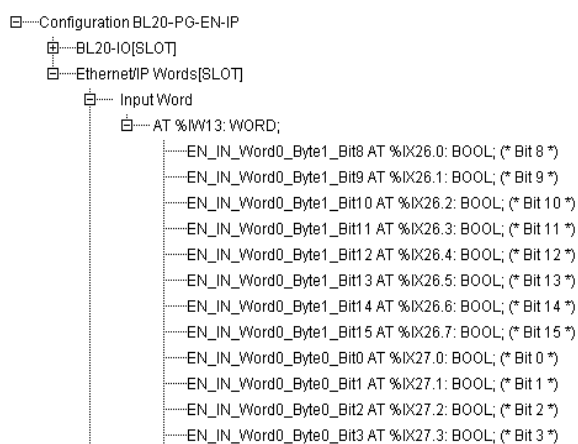 Configuration BL20-PG-EN-IP
BL20-IO[SLOT]
Ethernet/IP Words[SLOT]
Input Word
AT %IW13: WORD;
EN_IN_Word0_Byte1_Bit8 AT %IX26.0: BOOL; (* Bit 8 *)
EN_IN_Word0_Byte1_Bit9 AT %IX26.1: BOOL; (* Bit 9 *)
EN_IN_Word0_Byte1_Bit10 AT %IX26.2: BOOL; (* Bit 10 *)
EN_IN_Word0_Byte1_Bit11 AT %IX26.3: BOOL; (* Bit 11 *)
EN_IN_Word0_Byte1_Bit12 AT %IX26.4: BOOL; (* Bit 12 *)
EN_IN_Word0_Byte1_Bit13 AT %IX26.5: BOOL; (* Bit 13 *)
EN_IN_Word0_Byte1_Bit14 AT %IX26.6: BOOL; (* Bit 14 *)
EN_IN_Word0_Byte1_Bit15 AT %IX26.7: BOOL; (* Bit 15 *)
EN_IN_Word0_Byte0_Bit0 AT %IX27.0: BOOL; (* Bit 0 *)
EN_IN_Word0_Byte0_Bit1 AT %IX27.1: BOOL; (* Bit 1 *)
EN_IN_Word0_Byte0_Bit2 AT %IX27.2: BOOL; (* Bit 2 *)
EN_IN_Word0_Byte0_Bit3 AT %IX27.3: BOOL; (* Bit 3 *)